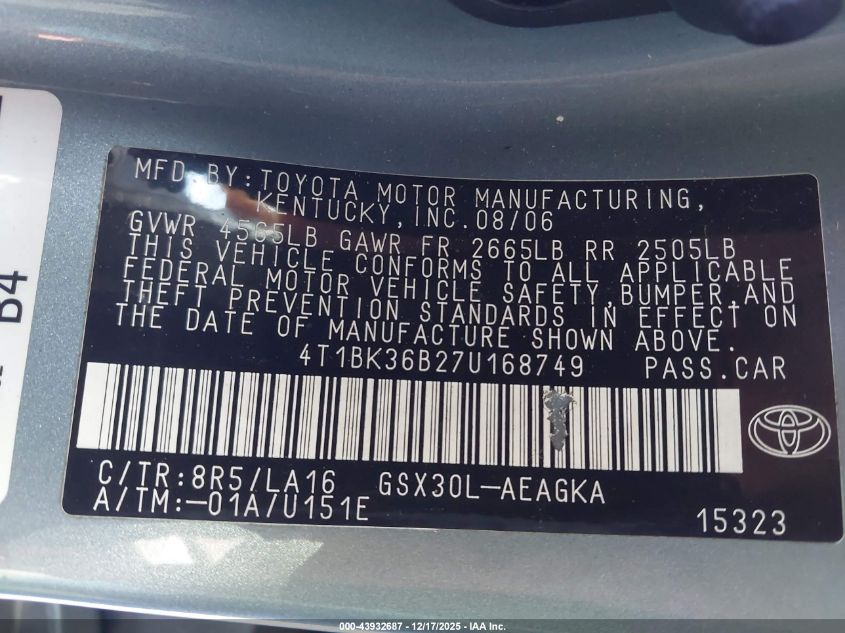 B4
MFD BY:TOYOTA MOTOR MANUFACTURING,
KENTUCKY,INC.08/06
GVWR 4565LB GAWR FR 2665LB RR 2505LB
THIS VEHICLE CONFORMS TO ALL APPLICABLE
FEDERAL MOTOR VEHICLE SAFETY,BUMPER,AND
THEFT PREVENTION STANDARDS IN EFFECT ON
THE DATE OF MANUFACTURE SHOWN ABOVE.
4T1BK36B27U168749 PASS.CAR
C/TR:8R5/LA16 GSX30L-AEAGKA
A/TM:-01A/U151E 15323
000-43932687 - 12/17/2025 - IAA Inc.